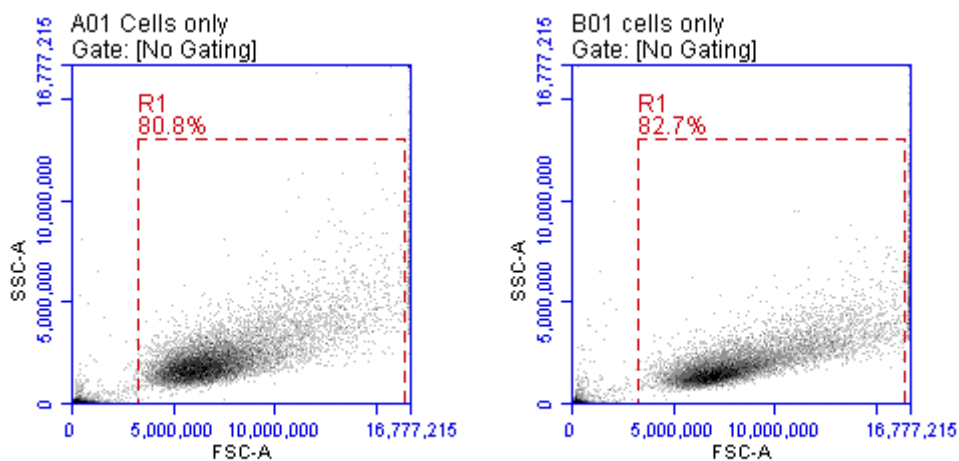 A01 Cells only
Gate: [No Gating]
16,777,215
R1
80.8%
10,000,000
SSC-A
5,000,000
0
0
5,000,000
10,000,000
16,777,215
FSC-A
B01 cells only
Gate: [No Gating]
16,777,215
R1
82.7%
10,000,000
SSC-A
5,000,000
0
0
5,000,000
10,000,000
16,777,215
FSC-A